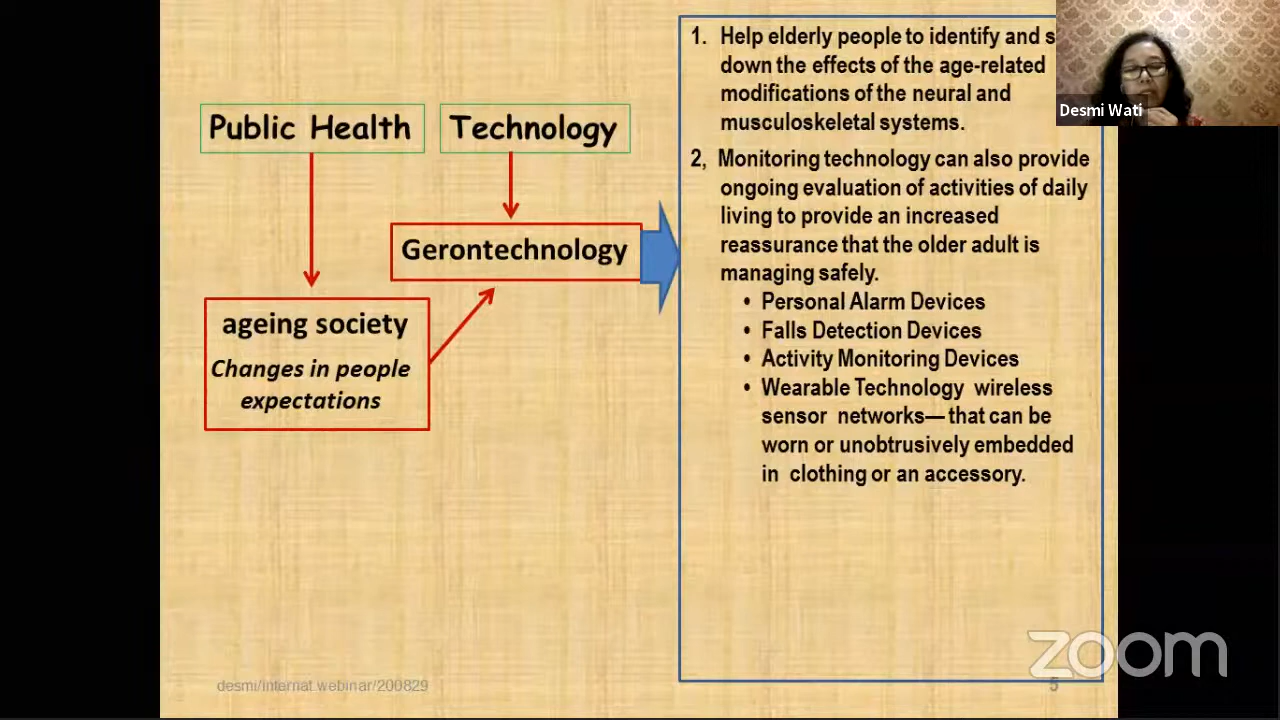 Public Health
Technology
Gerontechnology
ageing society
Changes in people
expectations
1. Help elderly people to identify and s
down the effects of the age-related
modifications of the neural and
musculoskeletal systems.
2, Monitoring technology can also provide
ongoing evaluation of activities of daily
living to provide an increased
reassurance that the older adult is
managing safely.
• Personal Alarm Devices
• Falls Detection Devices
• Activity Monitoring Devices
• Wearable Technology wireless
sensor networks— that can be
worn or unobtrusively embedded
in clothing or an accessory.
Desmi Wati
desmi/internat.webinar/200829
5
zoom